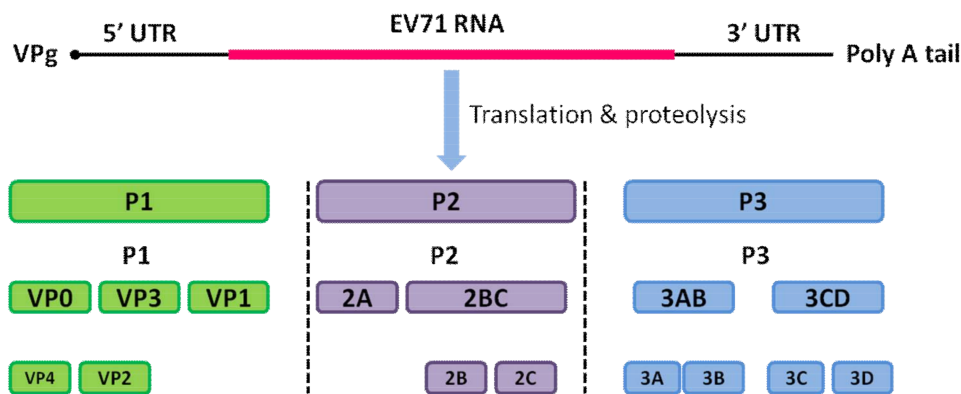 5' UTR EV71 RNA 3' UTR
VPg Poly A tail
Translation & proteolysis
P1 P2 P3
P1 P2 P3
VP0 VP3 VP1 2A 2BC 3AB 3CD
VP4 VP2 2B 2C 3A 3B 3C 3D